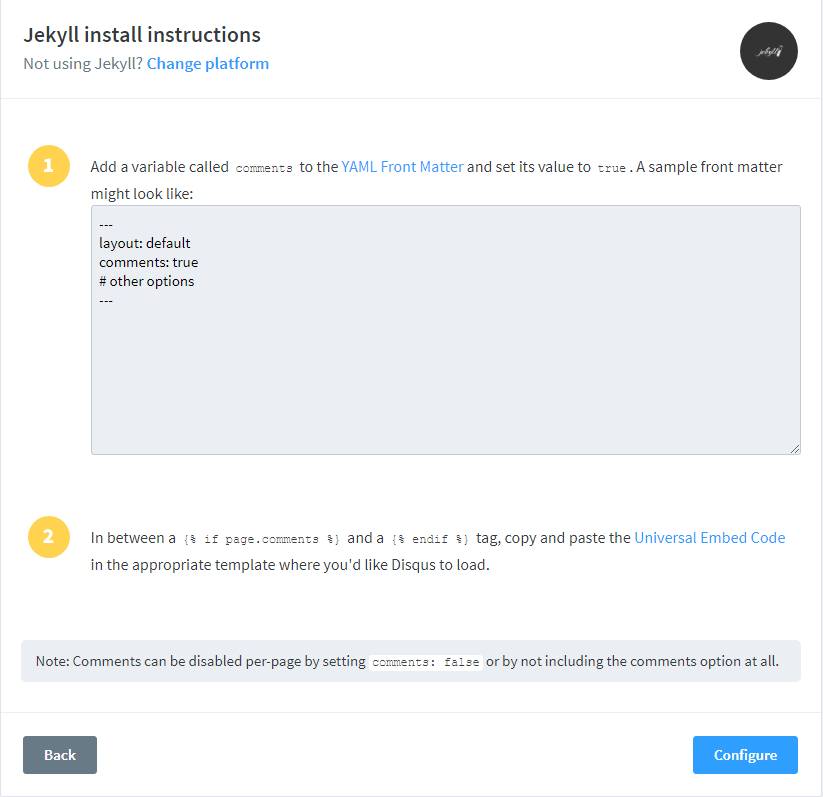 Jekyll install instructions
Not using Jekyll? Change platform
jekyll
1
Add a variable called comments to the YAML Front Matter and set its value to true . A sample front matter
might look like:
---
layout: default
comments: true
# other options
---
2
In between a {% if page.comments %} and a {% endif %} tag, copy and paste the Universal Embed Code
in the appropriate template where you'd like Disqus to load.
Note: Comments can be disabled per-page by setting comments: false or by not including the comments option at all.
Back
Configure